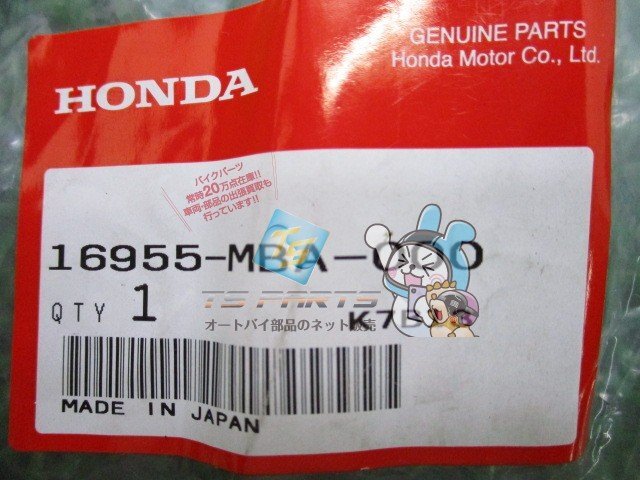 HONDA
GENUINE PARTS
Honda Motor Co., Ltd.
バイクパーツ
常時20万点在庫!!
車両・部品の出張買取も
行っています!!
16955-MBA-000
TS PARTS
QTY 1
オートバイ部品のネット販売
MADE IN JAPAN